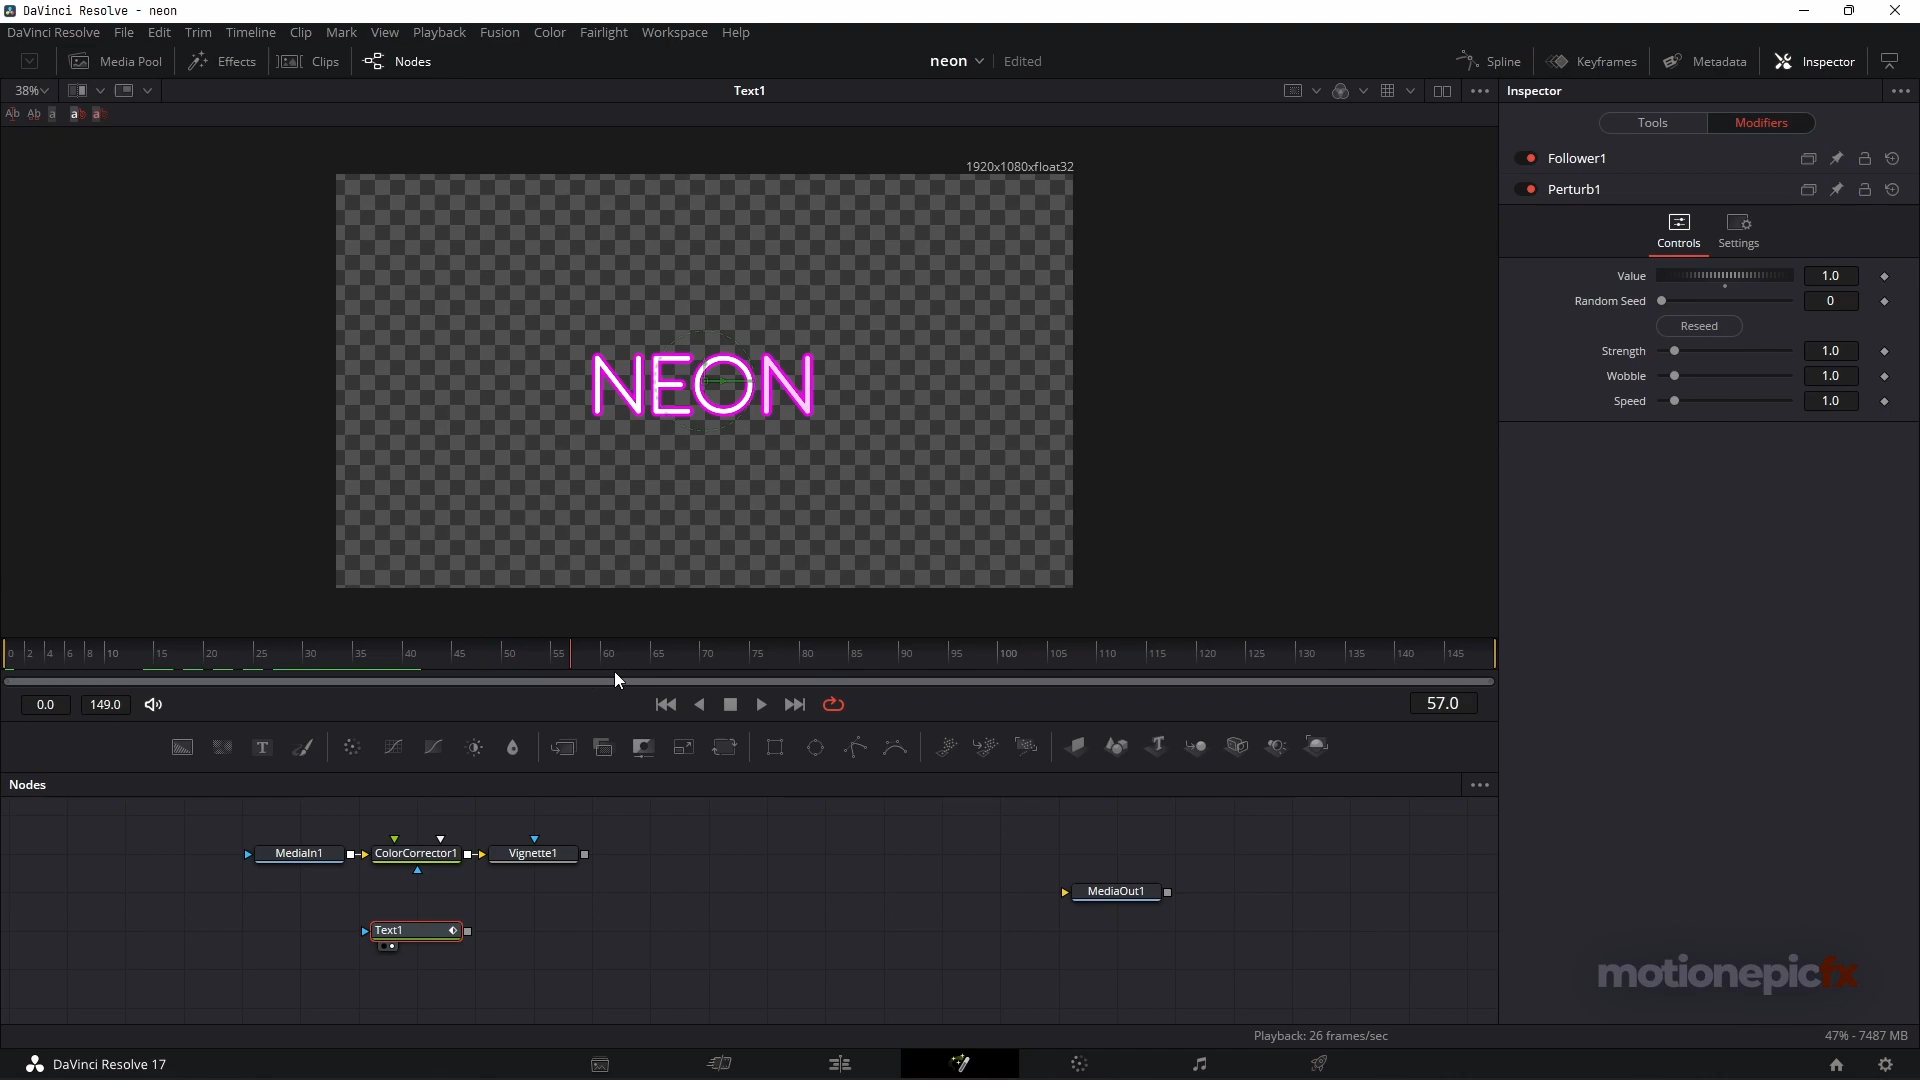 DaVinci Resolve - neon
DaVinci Resolve File Edit Trim Timeline Clip Mark View Playback Fusion Color Fairlight Workspace Help
Media Pool Effects Clips Nodes neon Edited Spline Keyframes Metadata Inspector
38% Text1 Inspector
Tools Modifiers
1920x1080xfloat32
Follower1
Perturb1
Controls Settings
Value 1.0
Random Seed 0
Reseed
Strength 1.0
Wobble 1.0
Speed 1.0
NEON
0 2 4 6 8 10 15 20 25 30 35 40 45 50 55 60 65 70 75 80 85 90 95 100 105 110 115 120 125 130 135 140 145
0.0 149.0 57.0
Nodes
MediaIn1 ColorCorrector1 Vignette1
MediaOut1
Text1
motionepicfx
Playback: 26 frames/sec 47% - 7487 MB
DaVinci Resolve 17